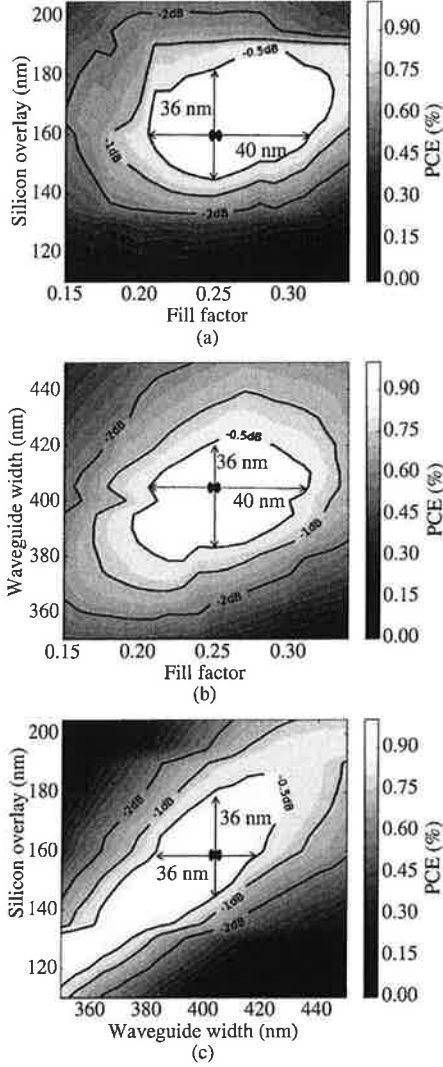 -2dB
0.90
200
-0.5dB
180
0.75
36 nm
0.60
160
0.45
-1dB
40 nm
140
0.30
-2dB
0.15
120
0.00
Silicon overlay (nm)
PCE (%)
0.15 0.20 0.25 0.30
Fill factor
(a)
0.90
440
-2dB
0.75
420
-0.5dB
36 nm
0.60
400
40 nm
0.45
-1dB
380
0.30
-2dB
360
0.15
0.00
Waveguide width (nm)
PCE (%)
0.15 0.20 0.25 0.30
Fill factor
(b)
200
0.90
-2dB
-1dB
-0.5dB
180
0.75
36 nm
0.60
160
36 nm
0.45
140
-1dB
0.30
-2dB
0.15
120
0.00
Silicon overlay (nm)
PCE (%)
360 380 400 420 440
Waveguide width (nm)
(c)